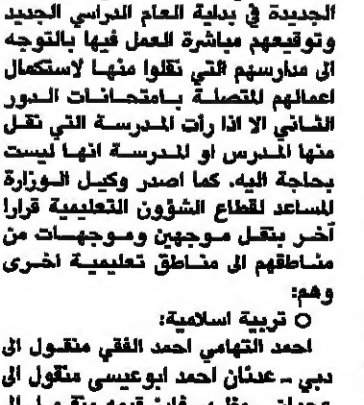 الجديدة في بداية العام الدراسي الجديد
وتوقيعهم مباشرة العمل فيها بالتوجه
الى مدارسهم التي نقلوا منها لاستكمال
اعمالهم المتصلة بامتحانات الدور
الثاني الا اذا رأت المدرسة التي نقل
منها المدرس او المدرسة انها ليست
بحاجة اليه. كما اصدر وكيل الوزارة
المساعد لقطاع الشؤون التعليمية قرارا
آخر بنقل موجهين وموجهات من
مناطقهم الى مناطق تعليمية اخرى
وهم:
○ تربية اسلامية:
احمد التهامي احمد الفقي منقول الى
دبي ــ عدنان احمد ابو عيسى منقول الى